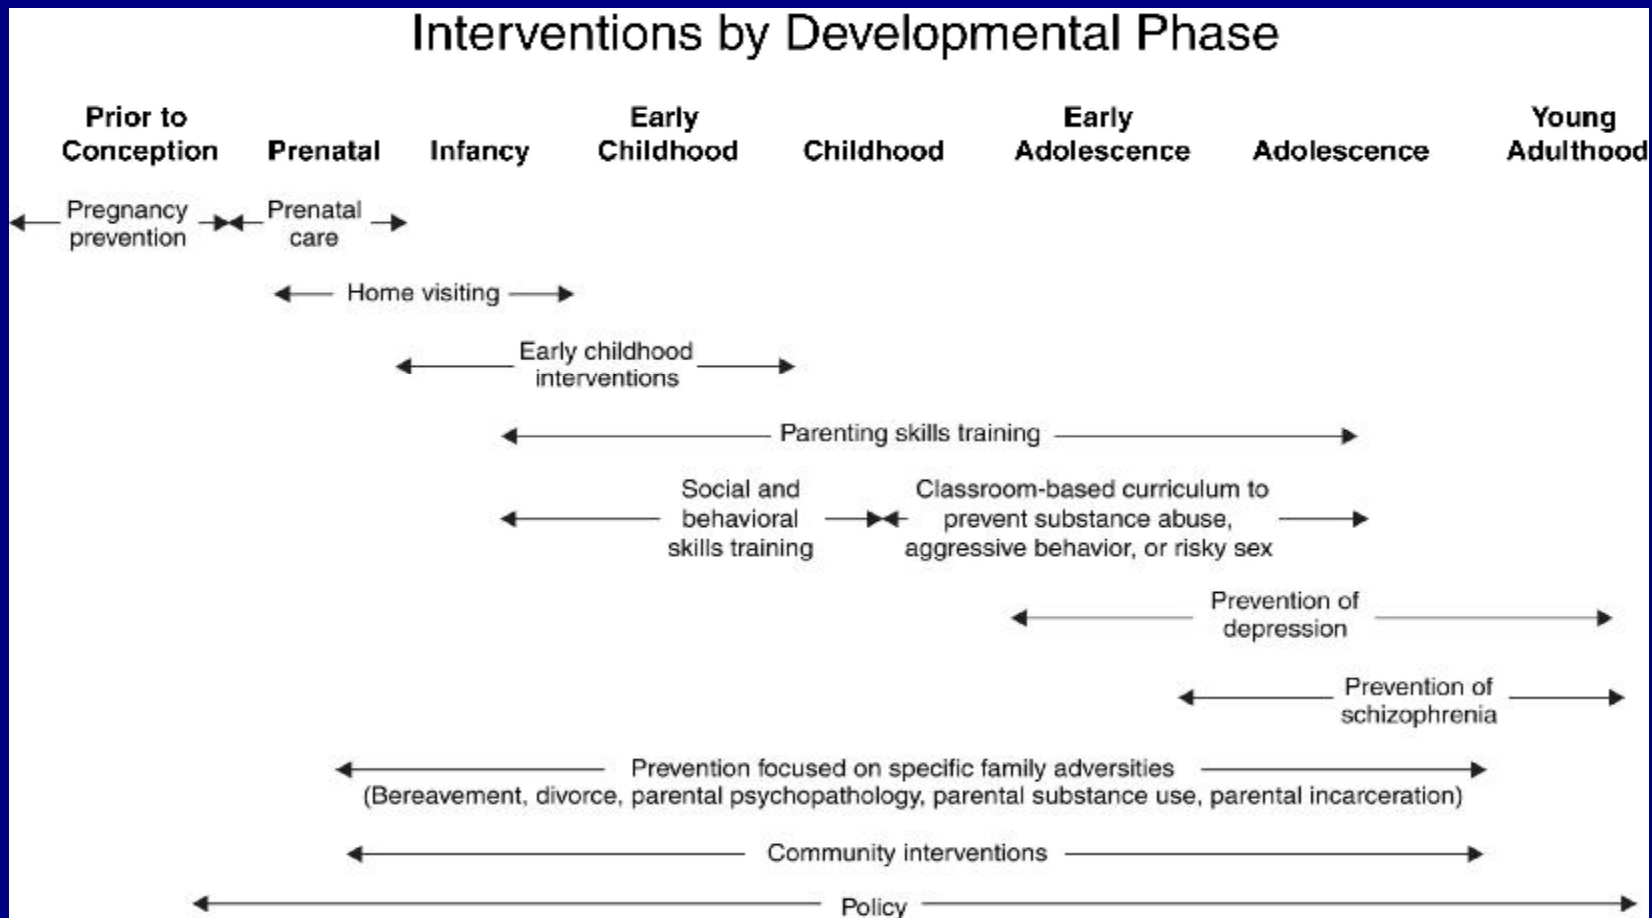 Interventions by Developmental Phase
Prior to Conception
Prenatal
Infancy
Early Childhood
Childhood
Early Adolescence
Adolescence
Young Adulthood
Pregnancy
prevention
Prenatal
care
Home visiting
Early childhood
interventions
Parenting skills training
Social and
behavioral
skills training
Classroom-based curriculum to
prevent substance abuse,
aggressive behavior, or risky sex
Prevention of
depression
Prevention of
schizophrenia
Prevention focused on specific family adversities
(Bereavement, divorce, parental psychopathology, parental substance use, parental incarceration)
Community interventions
Policy